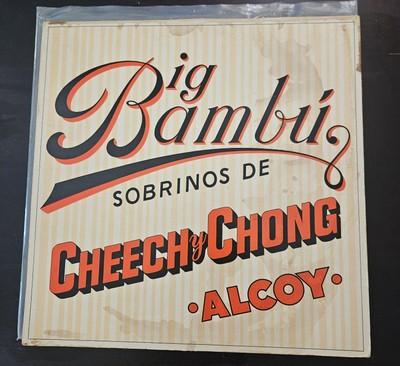 Big
Bambú
SOBRINOS DE
CHEECH y CHONG
•ALCOY•